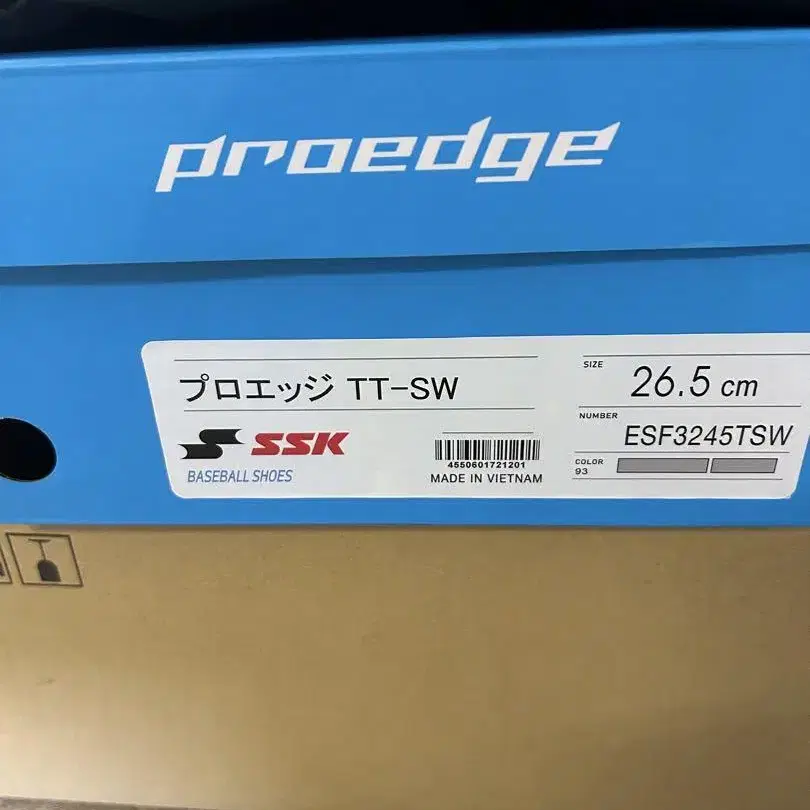 proedge
プロエッジ TT-SW
SSK
BASEBALL SHOES
4550601721201
MADE IN VIETNAM
SIZE
26.5 cm
NUMBER
ESF3245TSW
COLOR
93